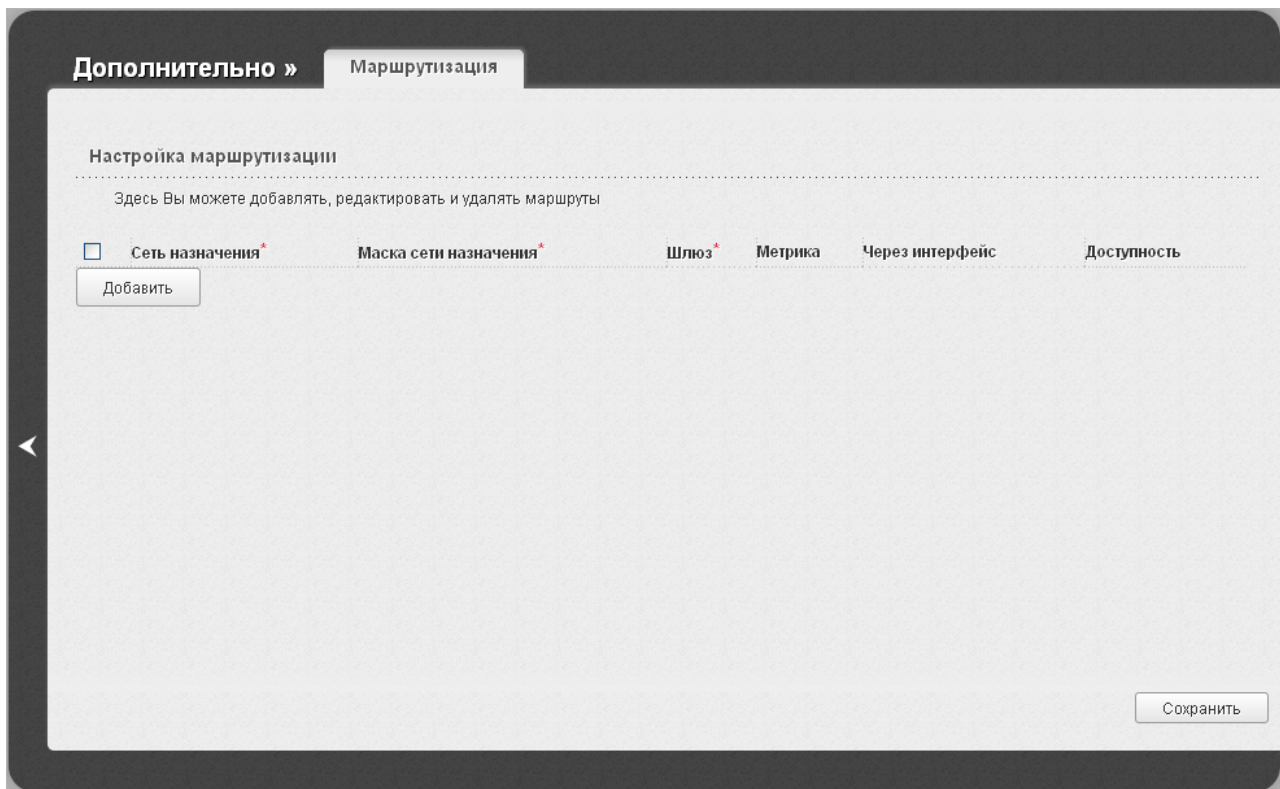 Дополнительно » Маршрутизация
Настройка маршрутизации
Здесь Вы можете добавлять, редактировать и удалять маршруты
Сеть назначения* Маска сети назначения* Шлюз* Метрика Через интерфейс Доступность
Добавить
Сохранить